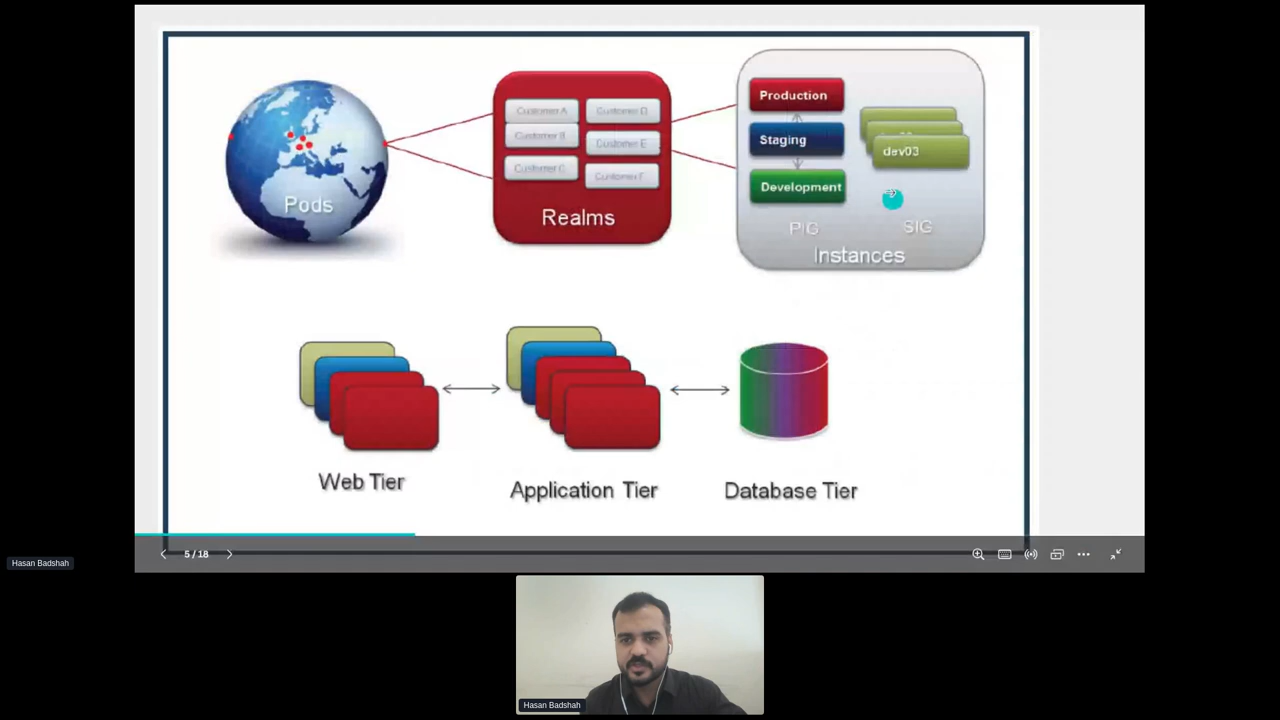 Pods
Customer A
Customer B
Customer C
Customer D
Customer E
Customer F
Realms
Production
Staging
Development
dev03
PIG
SIG
Instances
Web Tier
Application Tier
Database Tier
5 / 18
Hasan Badshah
Hasan Badshah